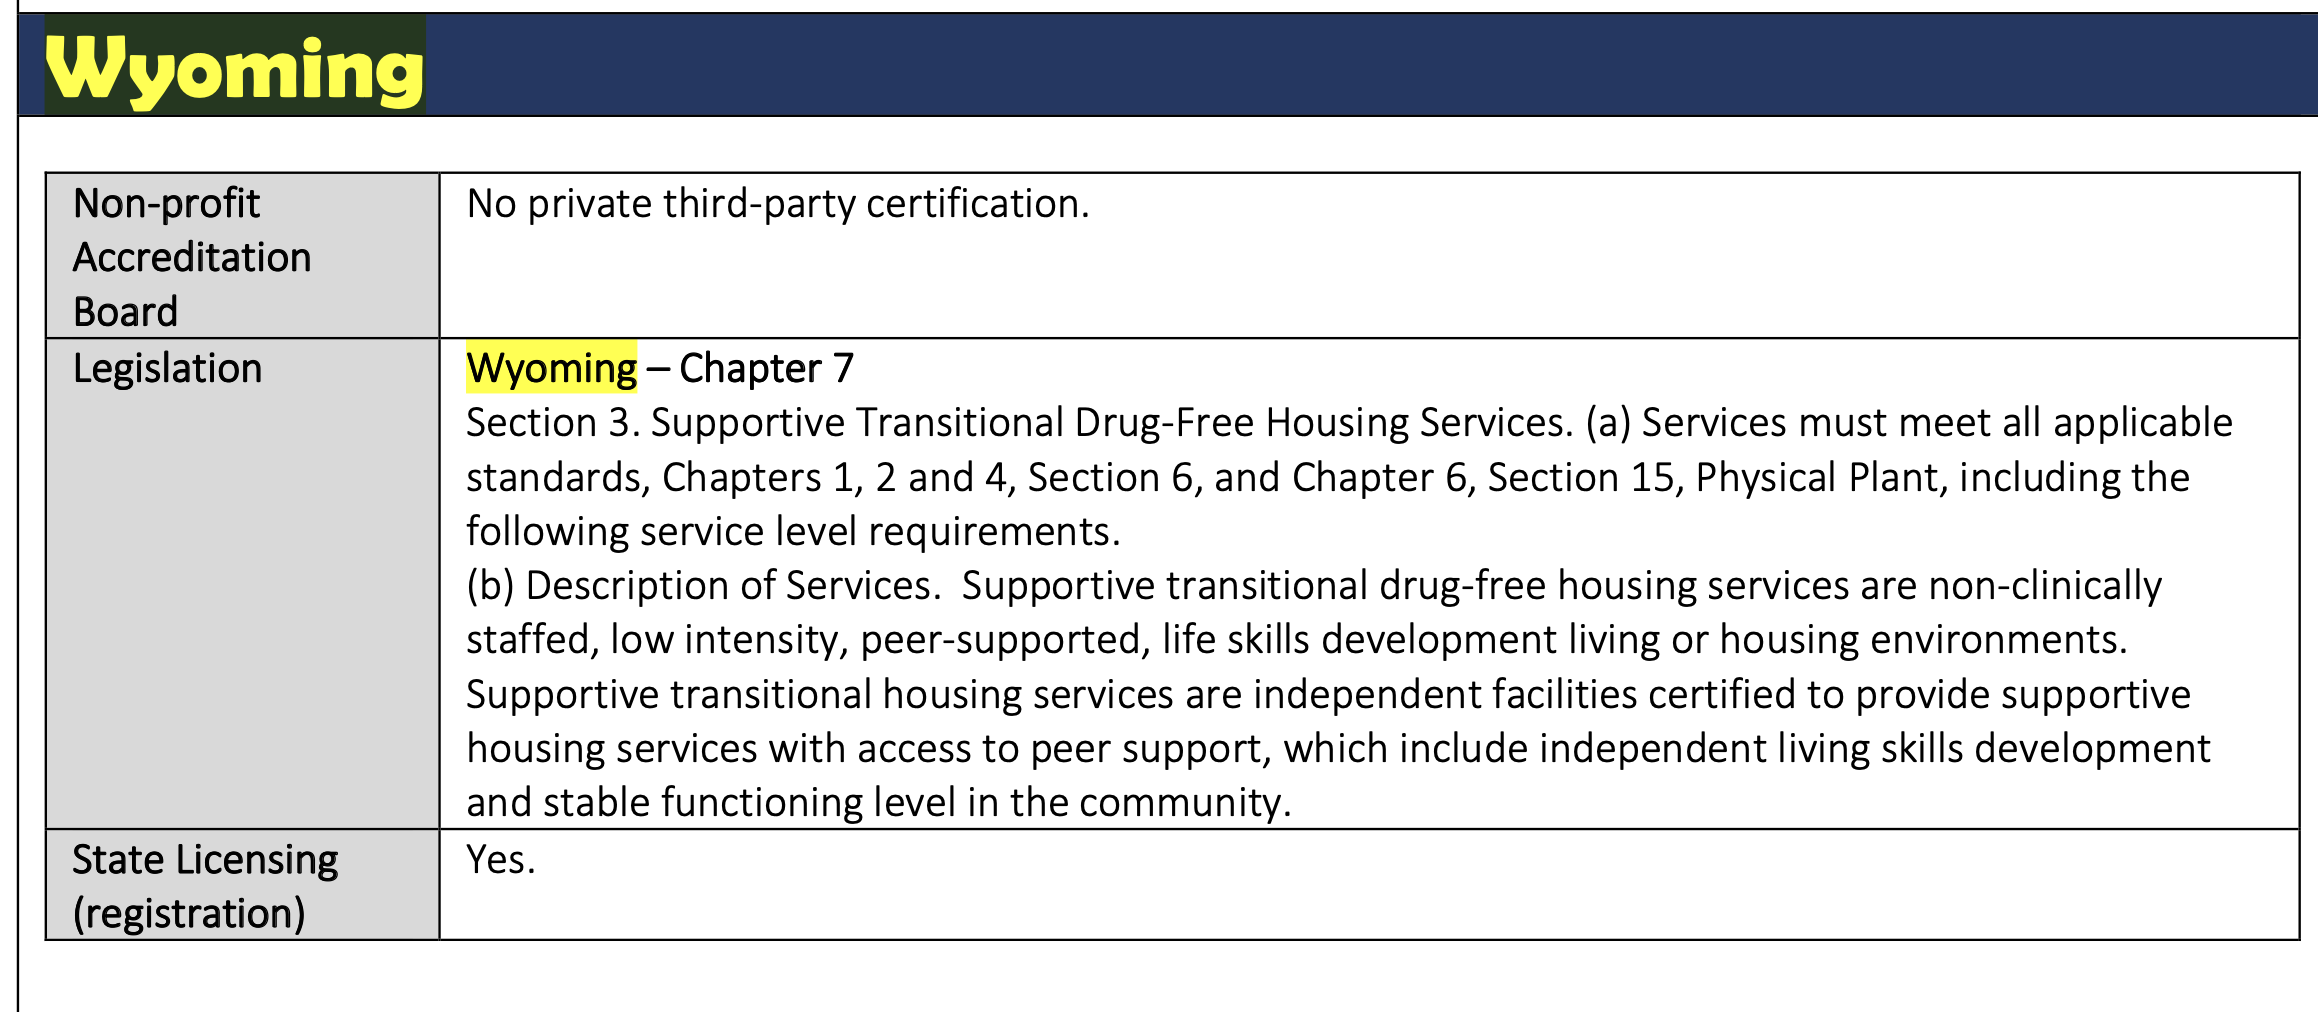 Wyoming
Non-profit
Accreditation
Board
No private third-party certification.
Legislation
Wyoming – Chapter 7
Section 3. Supportive Transitional Drug-Free Housing Services. (a) Services must meet all applicable
standards, Chapters 1, 2 and 4, Section 6, and Chapter 6, Section 15, Physical Plant, including the
following service level requirements.
(b) Description of Services.  Supportive transitional drug-free housing services are non-clinically
staffed, low intensity, peer-supported, life skills development living or housing environments.
Supportive transitional housing services are independent facilities certified to provide supportive
housing services with access to peer support, which include independent living skills development
and stable functioning level in the community.
State Licensing
(registration)
Yes.